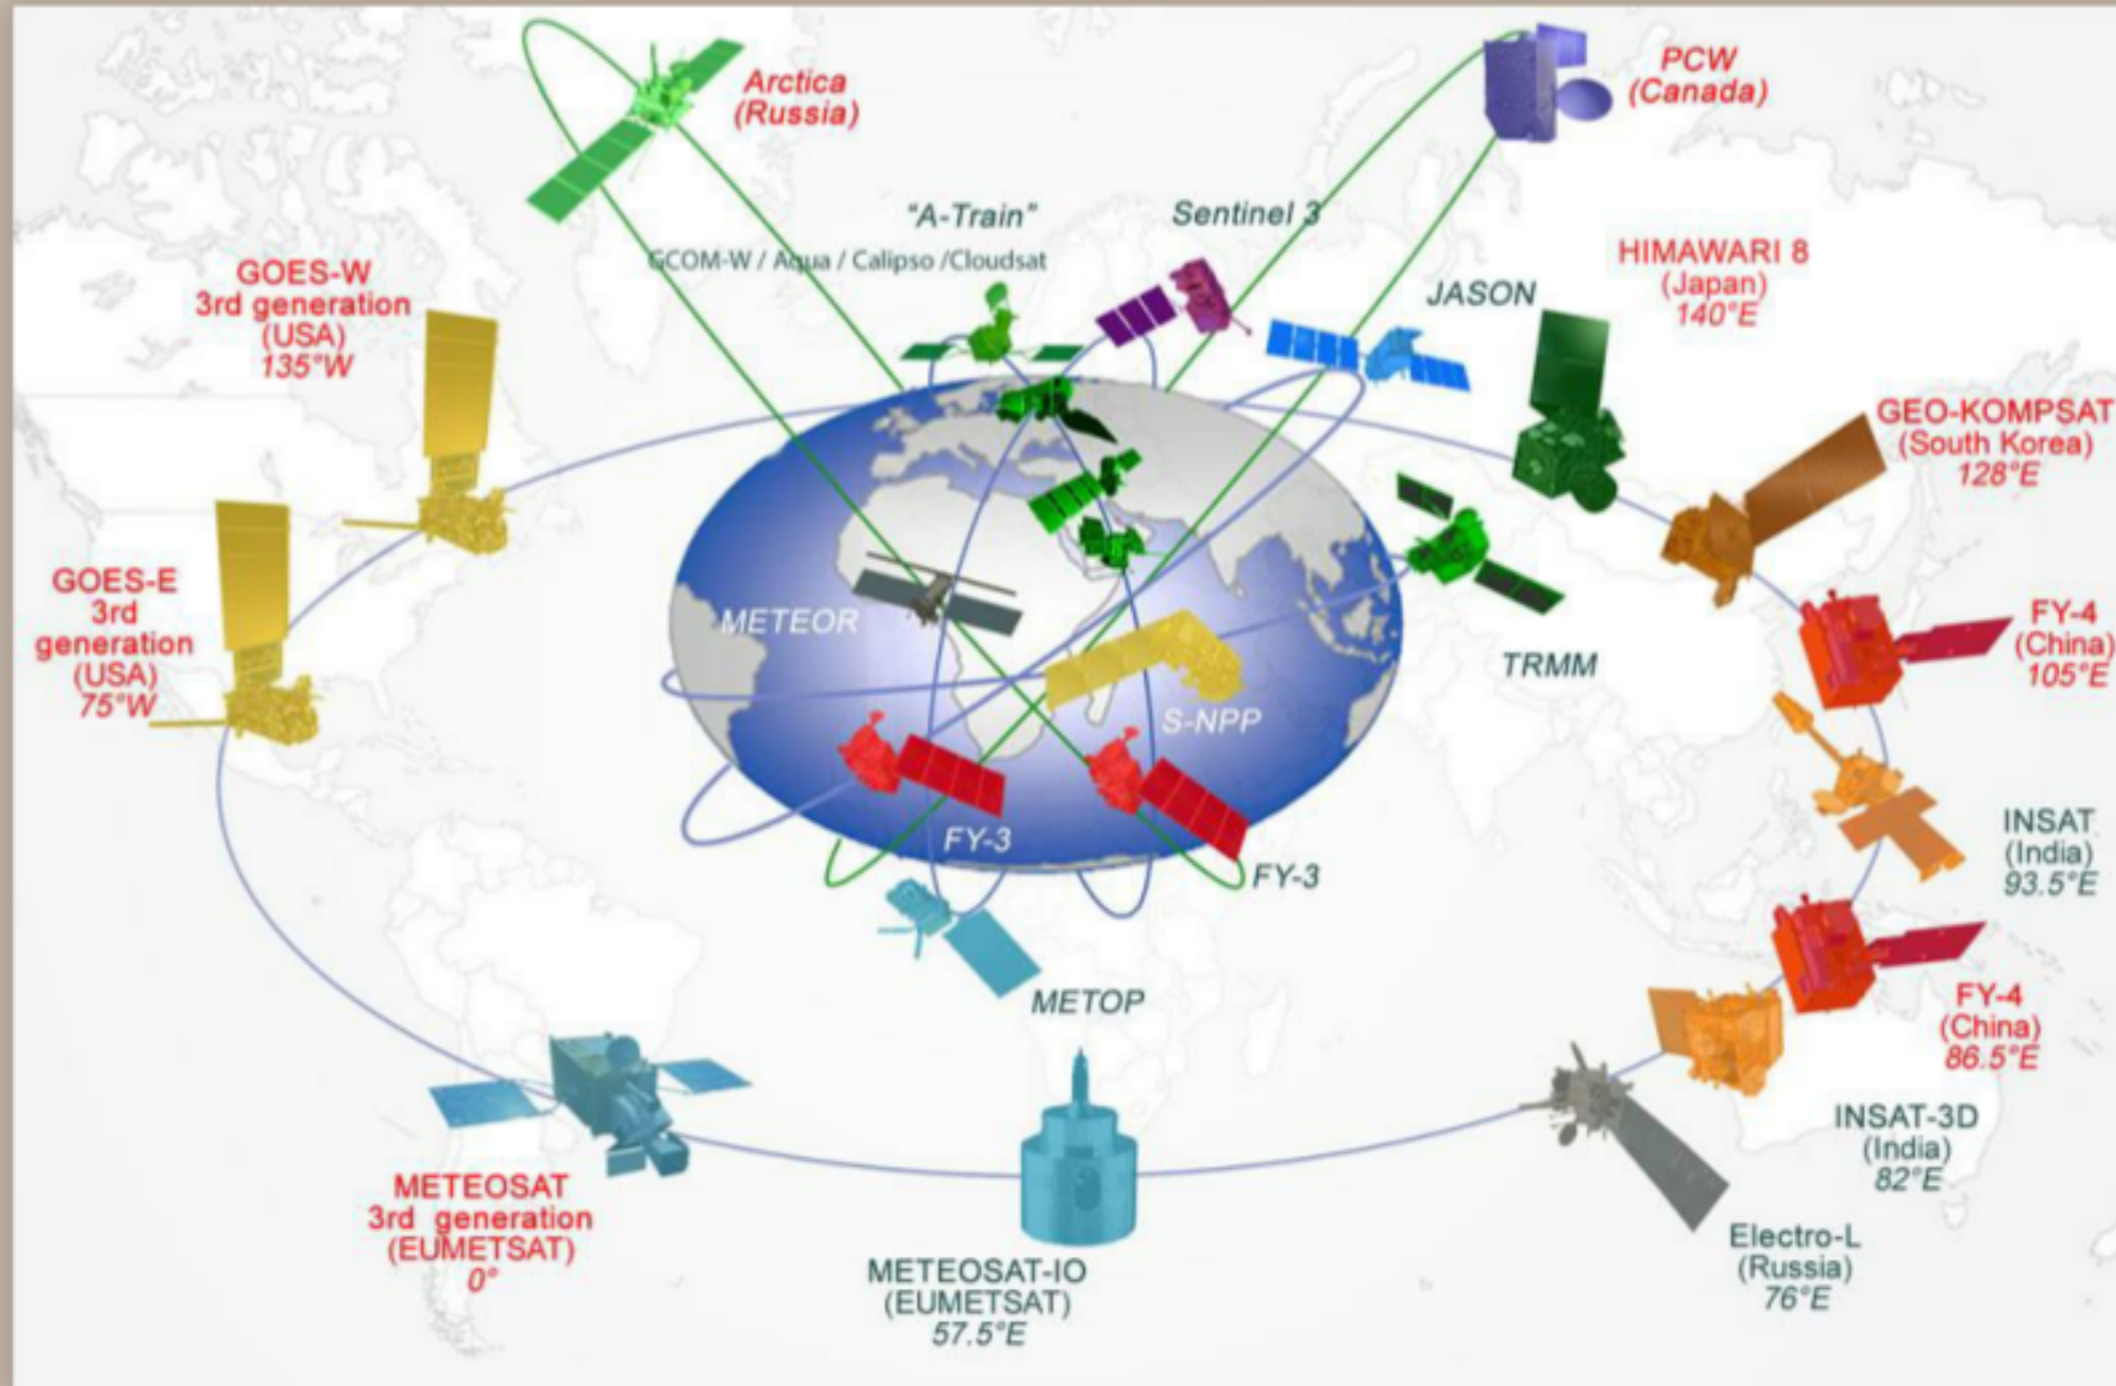 Arctica
(Russia)
PCW
(Canada)
"A-Train"
GCOM-W / Aqua / Calipso /Cloudsat
Sentinel 3
JASON
HIMAWARI 8
(Japan)
140°E
GOES-W
3rd generation
(USA)
135°W
GEO-KOMPSAT
(South Korea)
128°E
GOES-E
3rd
generation
(USA)
75°W
METEOR
TRMM
FY-4
(China)
105°E
S-NPP
FY-3
FY-3
INSAT
(India)
93.5°E
METOP
FY-4
(China)
86.5°E
INSAT-3D
(India)
82°E
METEOSAT
3rd generation
(EUMETSAT)
0°
METEOSAT-IO
(EUMETSAT)
57.5°E
Electro-L
(Russia)
76°E